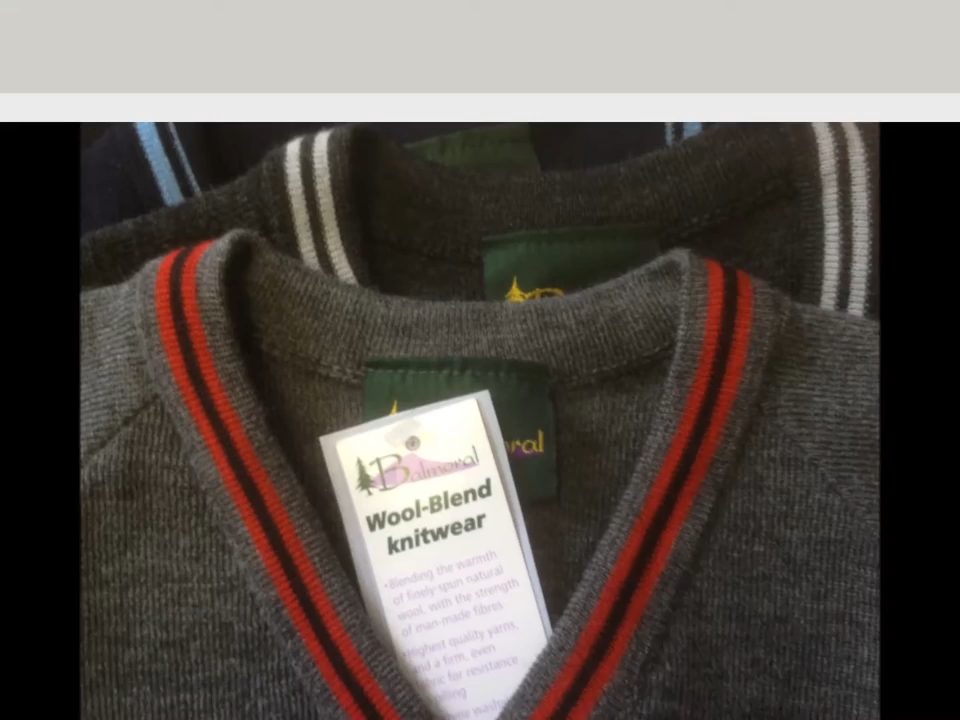 ral
Balmoral
Wool-Blend
knitwear
•Blending the warmth
of finely-spun natural
wool, with the strength
of man-made fibres
Highest quality yarns,
and a firm, even
for resistance